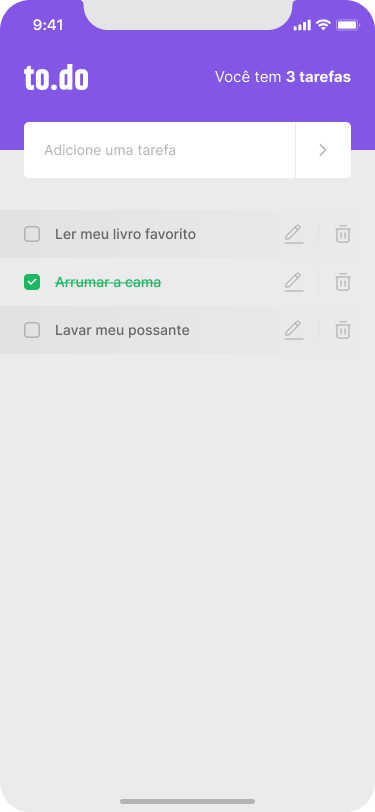 9:41
to.do
Você tem 3 tarefas
Adicione uma tarefa
Ler meu livro favorito
Arrumar a cama
Lavar meu possante